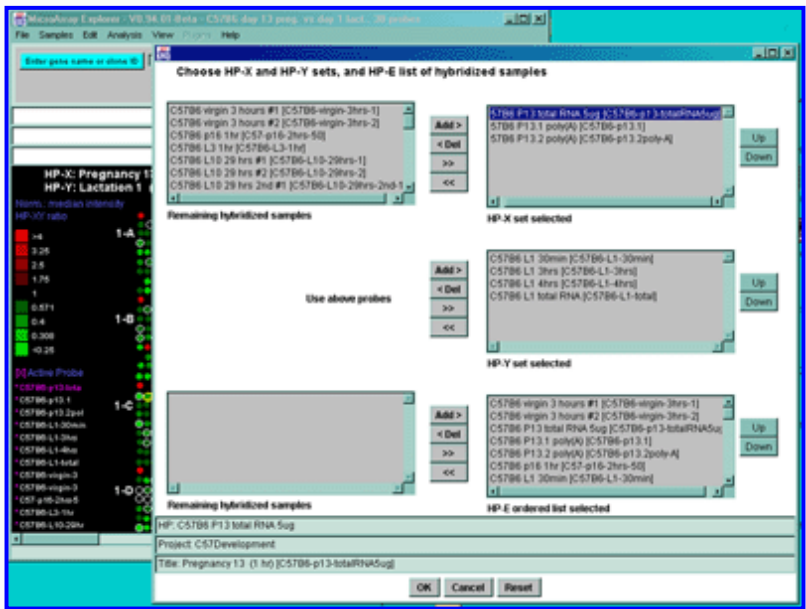 MicroArray Explorer - V0.94.01-Beta - C57B6 day 13 preg. vs day 1 lact., 38 probes
File Samples Edit Analysis View Plugins Help
Enter gene name or clone ID
Choose HP-X and HP-Y sets, and HP-E list of hybridized samples
C57B6 virgin 3 hours #1 [C57B6-virgin-3hrs-1]
C57B6 virgin 3 hours #2 [C57B6-virgin-3hrs-2]
C57B6 p16 1hr [C57-p16-2hrs-50]
C57B6 L3 1hr [C57B6-L3-1hr]
C57B6 L10 29 hrs #1 [C57B6-L10-29hrs-1]
C57B6 L10 29 hrs #2 [C57B6-L10-29hrs-2]
C57B6 L10 29 hrs 2nd #1 [C57B6-L10-29hrs-2nd-1
Remaining hybridized samples
Add >
< Del
>>
<<
57B6 P13 total RNA 5ug [C57B6-p13-totalRNA5ug
57B6 P13.1 poly(A) [C57B6-p13.1]
57B6 P13.2 poly(A) [C57B6-p13.2poly-A]
HP-X set selected
Up
Down
Use above probes
Add >
< Del
>>
<<
C57B6 L1 30min [C57B6-L1-30min]
C57B6 L1 3hrs [C57B6-L1-3hrs]
C57B6 L1 4hrs [C57B6-L1-4hrs]
C57B6 L1 total RNA [C57B6-L1-total]
HP-Y set selected
Up
Down
Remaining hybridized samples
Add >
< Del
>>
<<
C57B6 virgin 3 hours #1 [C57B6-virgin-3hrs-1]
C57B6 virgin 3 hours #2 [C57B6-virgin-3hrs-2]
C57B6 P13 total RNA 5ug [C57B6-p13-totalRNA5ug
C57B6 P13.1 poly(A) [C57B6-p13.1]
C57B6 P13.2 poly(A) [C57B6-p13.2poly-A]
C57B6 p16 1hr [C57-p16-2hrs-50]
C57B6 L1 30min [C57B6-L1-30min]
HP-E ordered list selected
Up
Down
HP-X: Pregnancy 1
HP-Y: Lactation 1
Norm.: median intensity
HP-XY ratio
>4
3.25
2.5
1.75
1
0.571
0.4
0.308
<0.25
1-A
1-B
1-C
1-D
[X] Active Probe
*C57B6-p13-tota
*C57B6-p13.1
*C57B6-p13.2pol
*C57B6-L1-30min
*C57B6-L1-3hrs
*C57B6-L1-4hrs
*C57B6-L1-total
*C57B6-virgin-3
*C57B6-virgin-3
*C57-p16-2hrs-5
*C57B6-L3-1hr
*C57B6-L10-29hr
HP: C57B6 P13 total RNA 5ug
Project: C57Development
Title: Pregnancy 13 (1 hr) [C57B6-p13-totalRNA5ug]
OK Cancel Reset